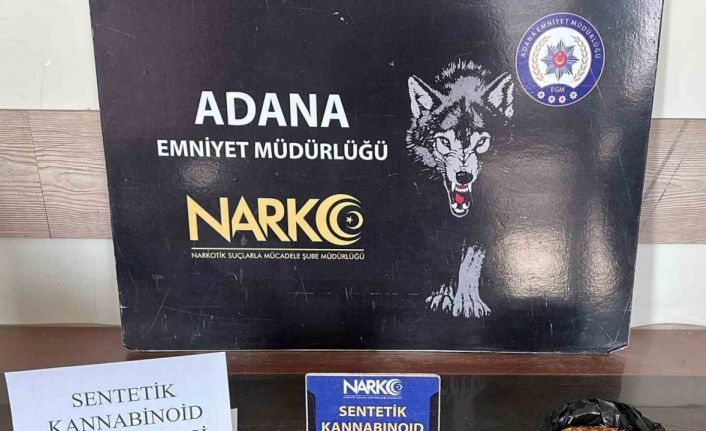 ADANA EMNİYET MÜDÜRLÜĞÜ
EGM
ADANA
EMNİYET MÜDÜRLÜĞÜ
NARKO
NARKOTİK SUÇLARLA MÜCADELE ŞUBE MÜDÜRLÜĞÜ
SENTETİK
KANNABİNOİD
NARKO
SENTETİK
KANNABİNOİD